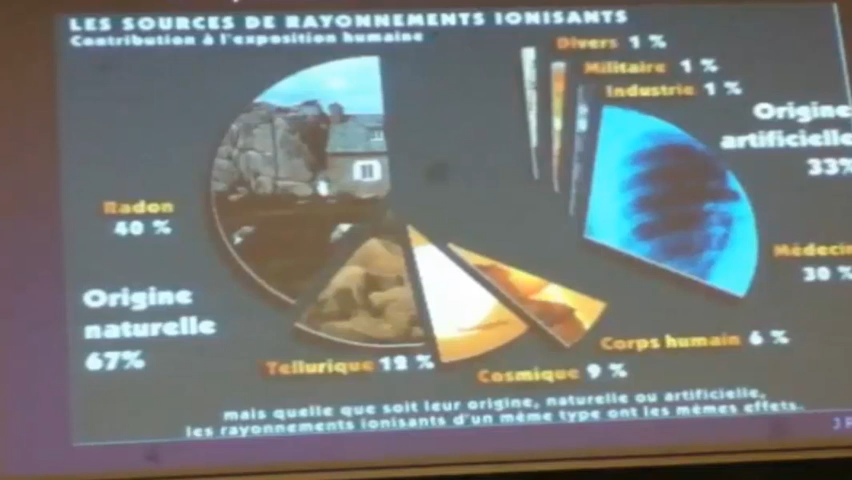 LES SOURCES DE RAYONNEMENTS IONISANTS
Contribution à l'exposition humaine
Divers 1 %
Militaire 1 %
Industrie 1 %
Origine
artificielle
33%
Radon
40 %
Médecin
30 %
Origine
naturelle
67%
Corps humain 6 %
Tellurique 12 %
Cosmique 9 %
mais quelle que soit leur origine, naturelle ou artificielle,
les rayonnements ionisants d'un même type ont les mêmes effets.